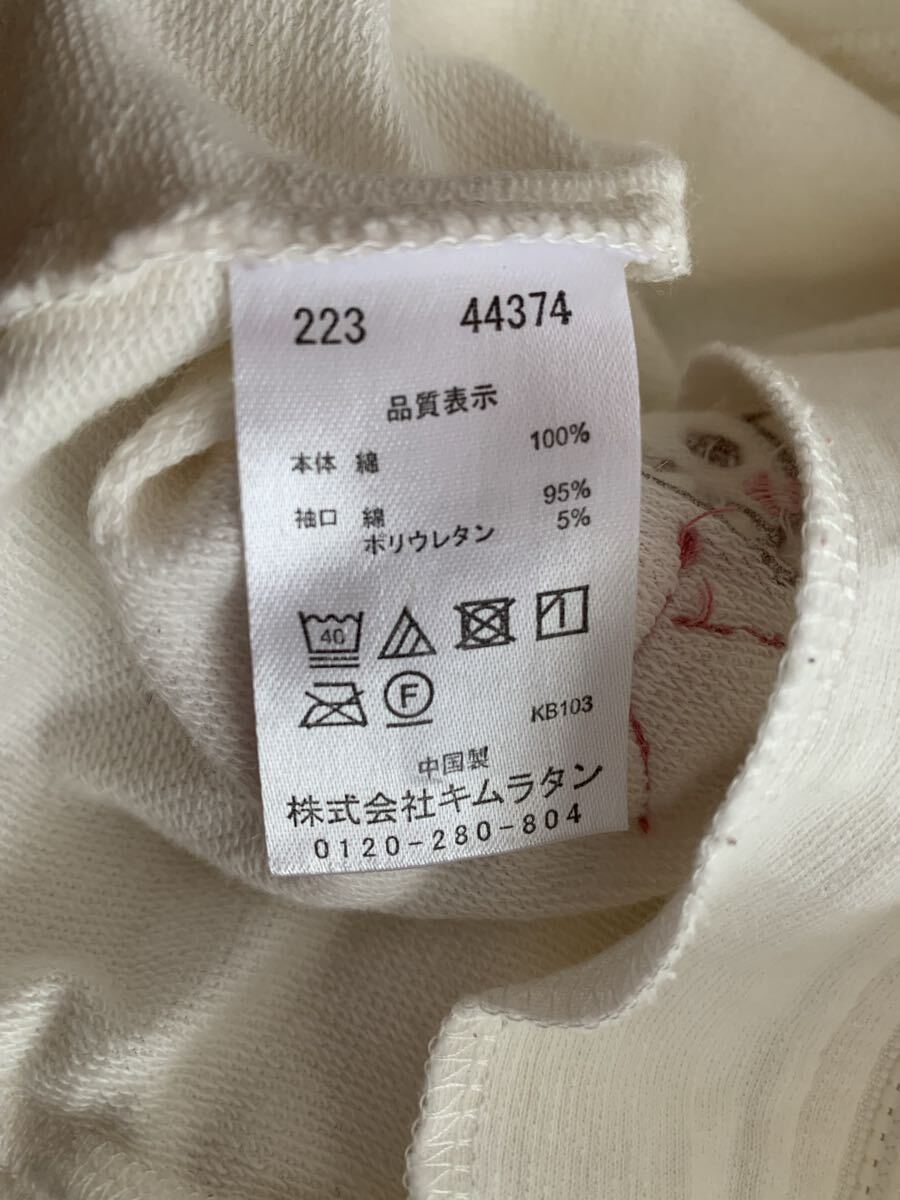 223 44374
品質表示
本体 綿 100%
袖口 綿 95%
ポリウレタン 5%
40
F KB103
中国製
株式会社キムラタン
0120-280-804